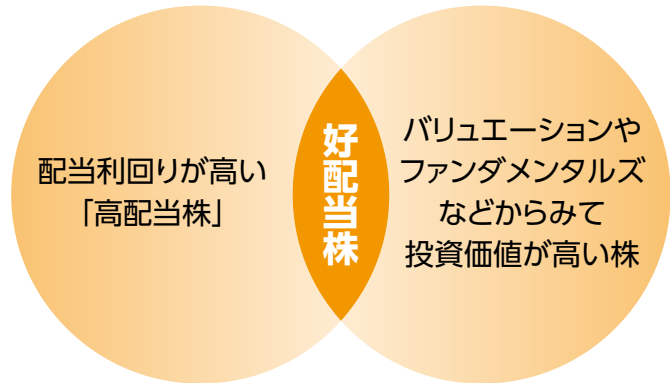 配当利回りが高い
「高配当株」
好配当株
バリュエーションや
ファンダメンタルズ
などからみて
投資価値が高い株